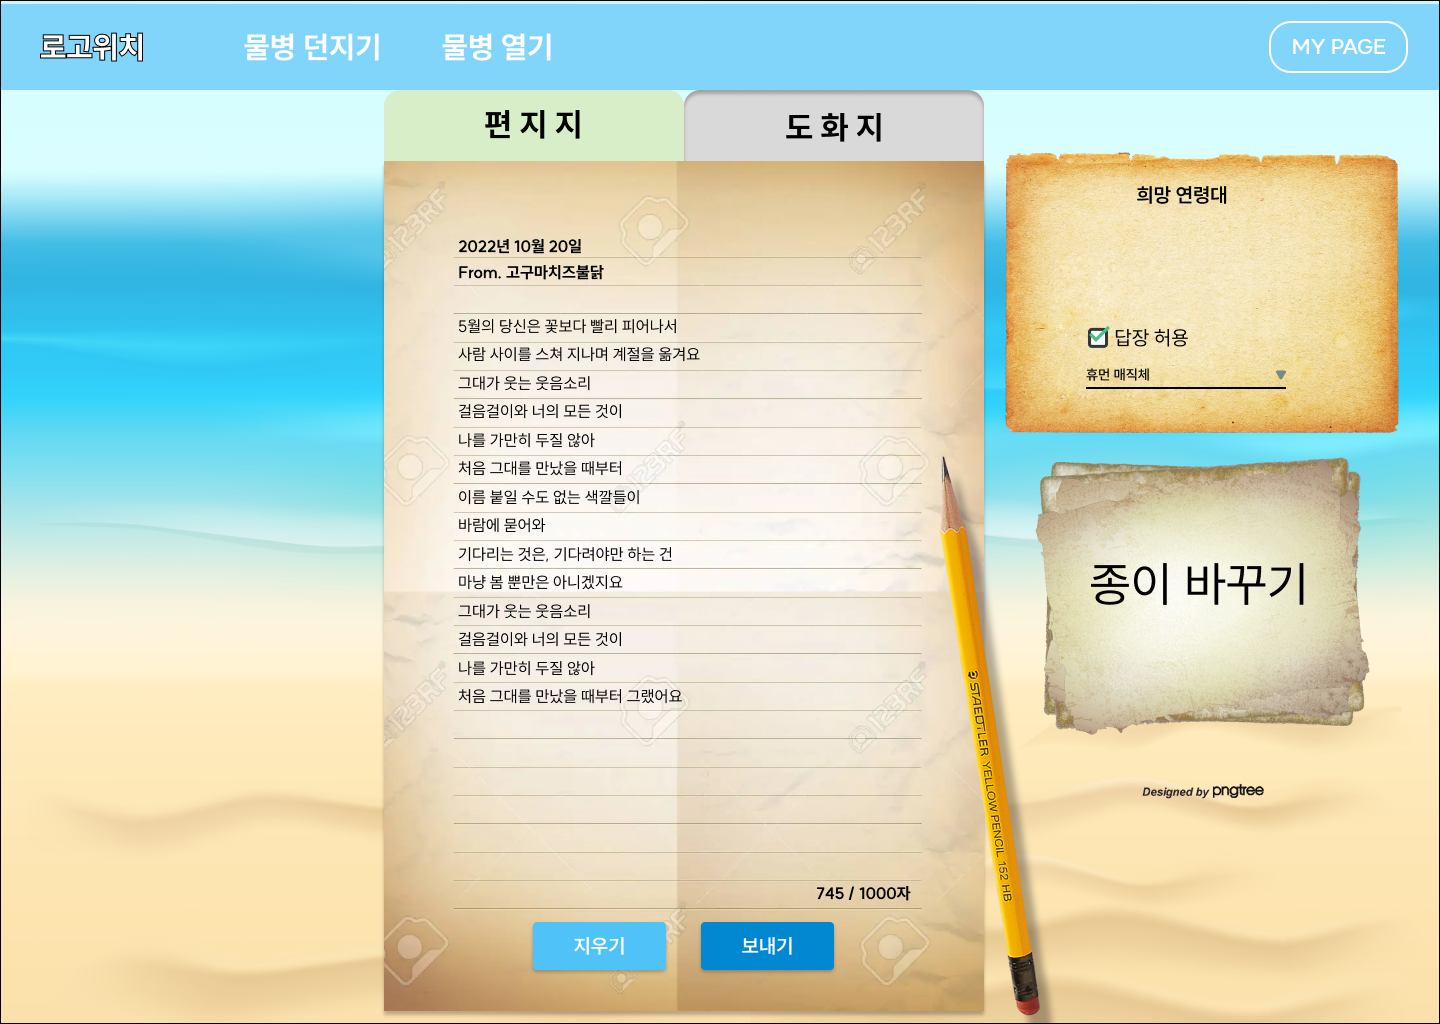 로고위치
물병 던지기
물병 열기
MY PAGE
편지지
도화지
2022년 10월 20일
From. 고구마치즈불닭
5월의 당신은 꽃보다 빨리 피어나서
사람 사이를 스쳐 지나며 계절을 옮겨요
그대가 웃는 웃음소리
걸음걸이와 너의 모든 것이
나를 가만히 두질 않아
처음 그대를 만났을 때부터
이름 붙일 수도 없는 색깔들이
바람에 묻어와
기다리는 것은, 기다려야만 하는 건
마냥 봄 뿐만은 아니겠지요
그대가 웃는 웃음소리
걸음걸이와 너의 모든 것이
나를 가만히 두질 않아
처음 그대를 만났을 때부터 그랬어요
745 / 1000자
지우기
보내기
희망 연령대
답장 허용
휴먼 매직체
종이 바꾸기
Designed by pngtree
STAEDTLER YELLOW PENCIL 152 HB
123RF
123RF
123RF
123RF
123RF
123RF